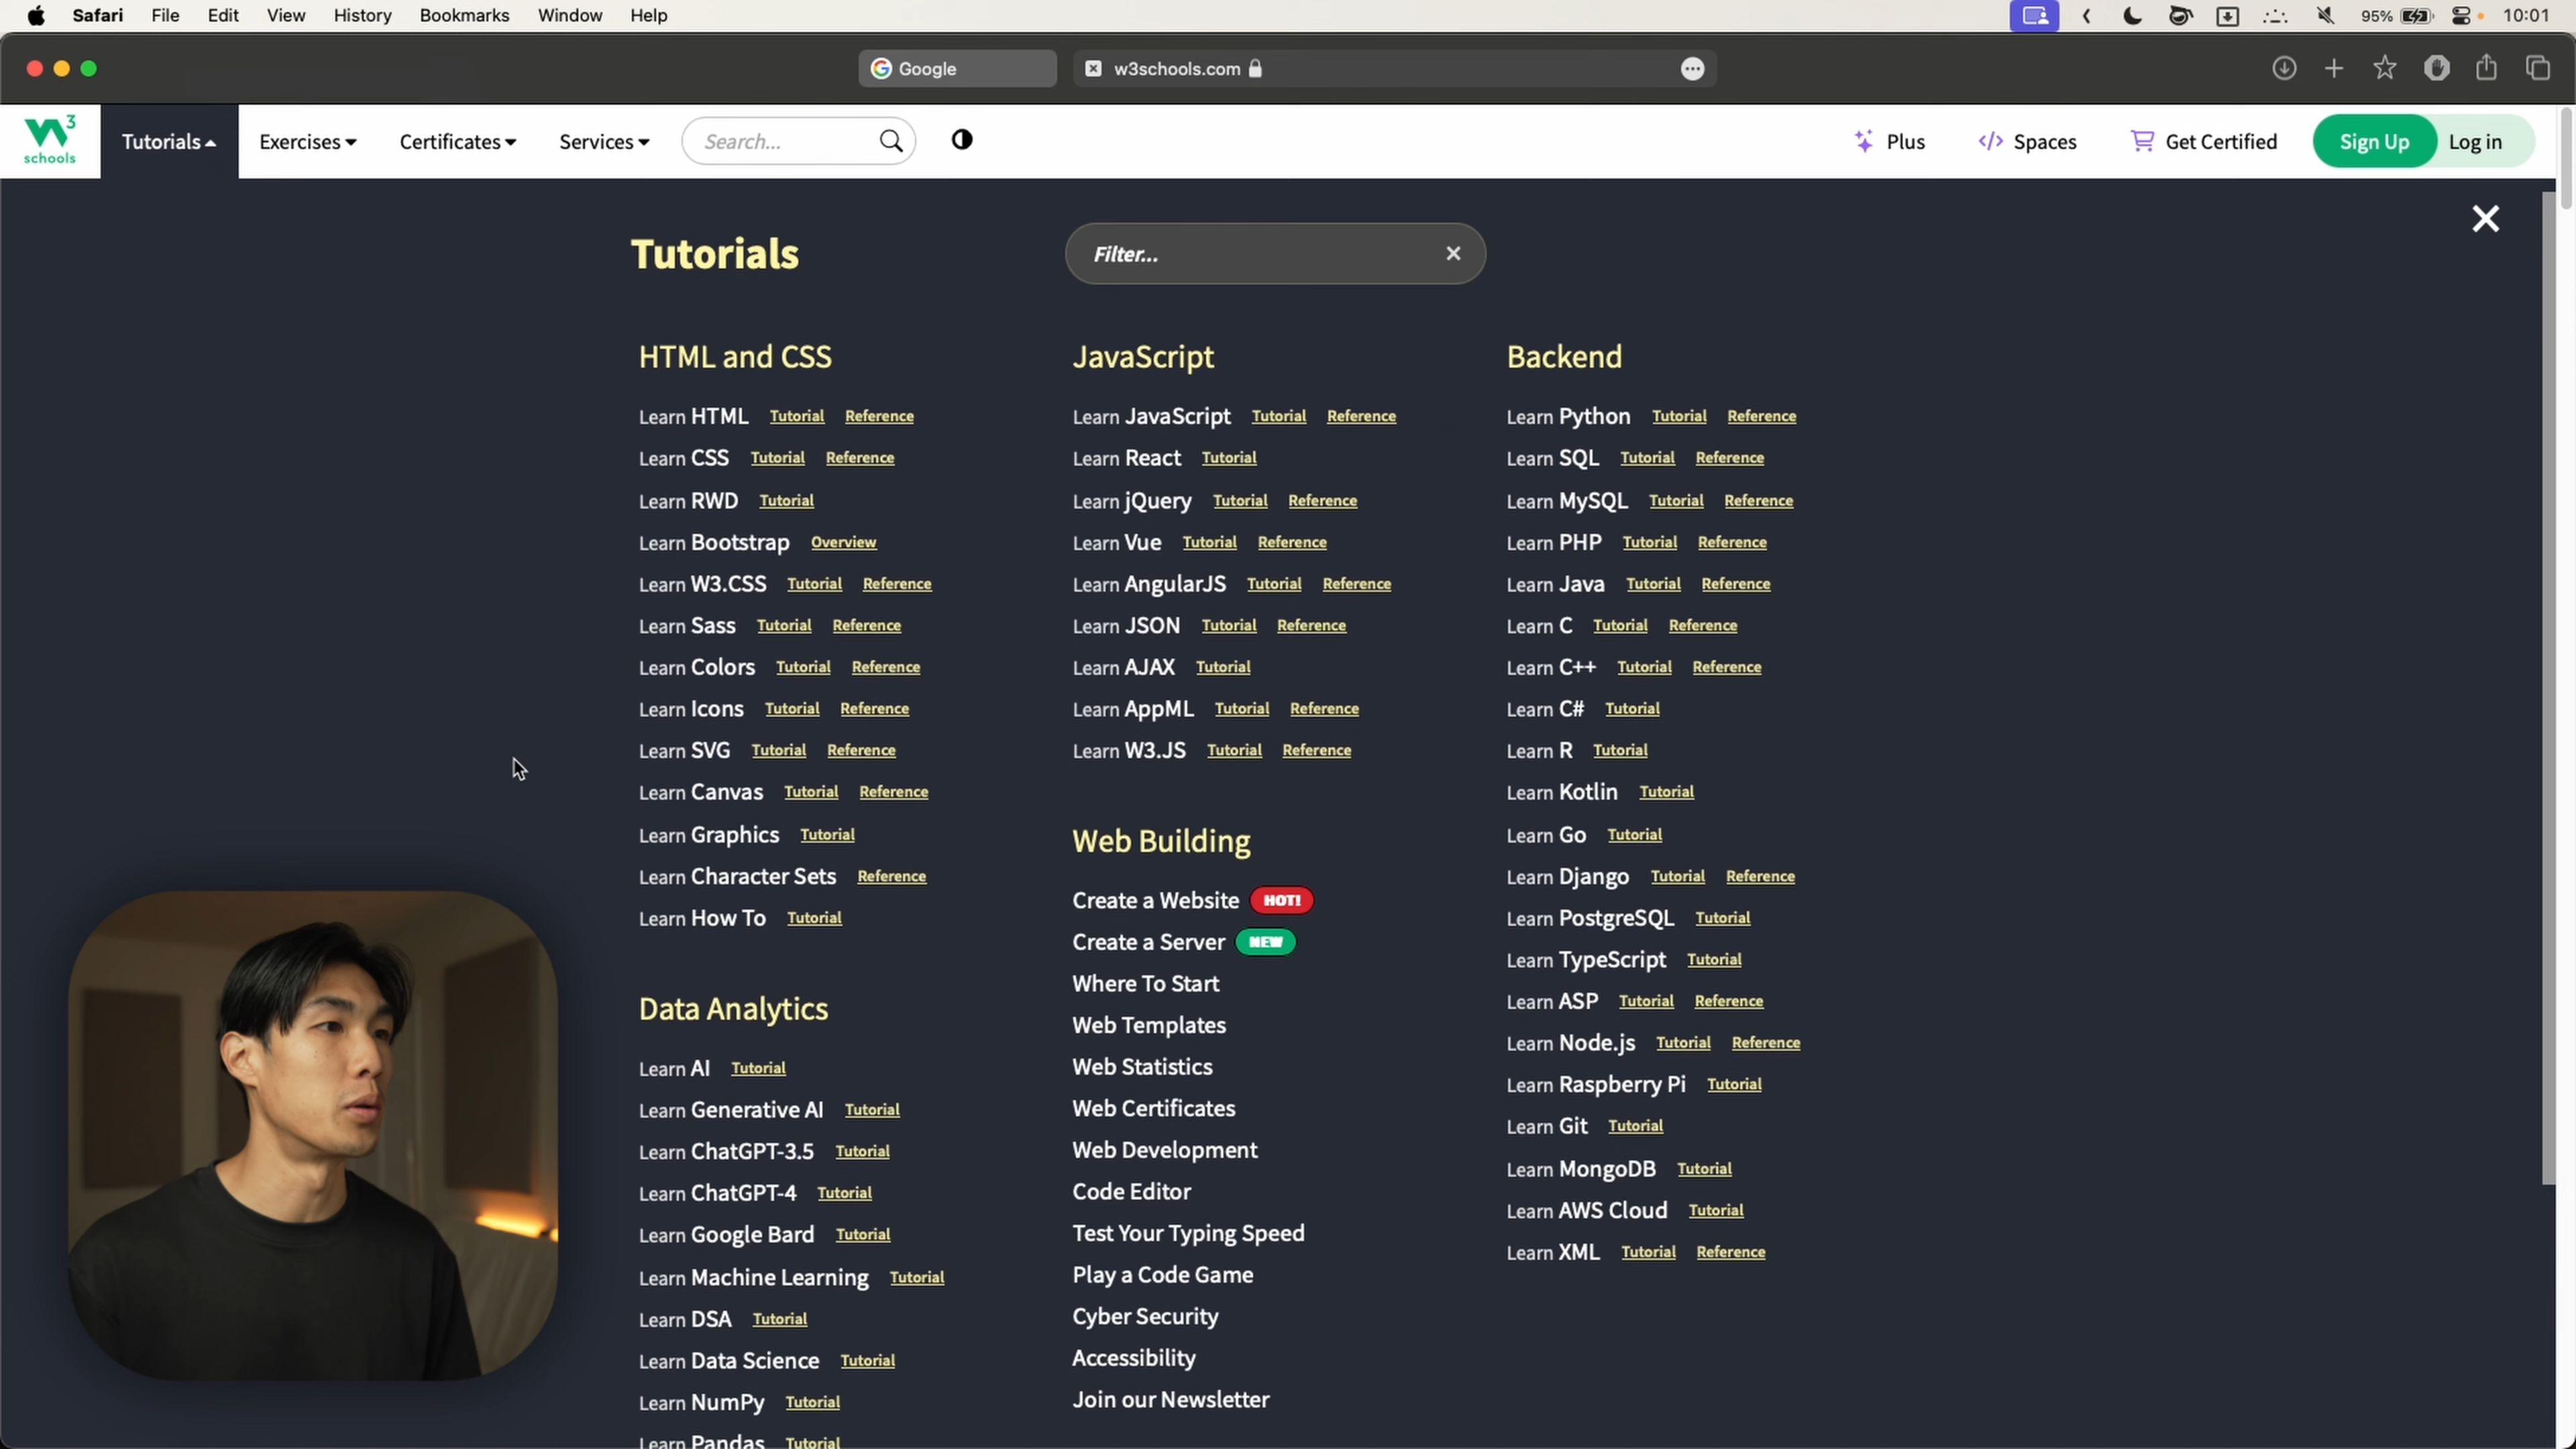 Safari File Edit View History Bookmarks Window Help 95% 10:01
Google w3schools.com
W3 schools Tutorials Exercises Certificates Services Search... Plus Spaces Get Certified Sign Up Log in
Tutorials Filter...
HTML and CSS
Learn HTML Tutorial Reference
Learn CSS Tutorial Reference
Learn RWD Tutorial
Learn Bootstrap Overview
Learn W3.CSS Tutorial Reference
Learn Sass Tutorial Reference
Learn Colors Tutorial Reference
Learn Icons Tutorial Reference
Learn SVG Tutorial Reference
Learn Canvas Tutorial Reference
Learn Graphics Tutorial
Learn Character Sets Reference
Learn How To Tutorial
Data Analytics
Learn AI Tutorial
Learn Generative AI Tutorial
Learn ChatGPT-3.5 Tutorial
Learn ChatGPT-4 Tutorial
Learn Google Bard Tutorial
Learn Machine Learning Tutorial
Learn DSA Tutorial
Learn Data Science Tutorial
Learn NumPy Tutorial
Learn Pandas Tutorial
JavaScript
Learn JavaScript Tutorial Reference
Learn React Tutorial
Learn jQuery Tutorial Reference
Learn Vue Tutorial Reference
Learn AngularJS Tutorial Reference
Learn JSON Tutorial Reference
Learn AJAX Tutorial
Learn AppML Tutorial Reference
Learn W3.JS Tutorial Reference
Web Building
Create a Website HOT!
Create a Server NEW
Where To Start
Web Templates
Web Statistics
Web Certificates
Web Development
Code Editor
Test Your Typing Speed
Play a Code Game
Cyber Security
Accessibility
Join our Newsletter
Backend
Learn Python Tutorial Reference
Learn SQL Tutorial Reference
Learn MySQL Tutorial Reference
Learn PHP Tutorial Reference
Learn Java Tutorial Reference
Learn C Tutorial Reference
Learn C++ Tutorial Reference
Learn C# Tutorial
Learn R Tutorial
Learn Kotlin Tutorial
Learn Go Tutorial
Learn Django Tutorial Reference
Learn PostgreSQL Tutorial
Learn TypeScript Tutorial
Learn ASP Tutorial Reference
Learn Node.js Tutorial Reference
Learn Raspberry Pi Tutorial
Learn Git Tutorial
Learn MongoDB Tutorial
Learn AWS Cloud Tutorial
Learn XML Tutorial Reference